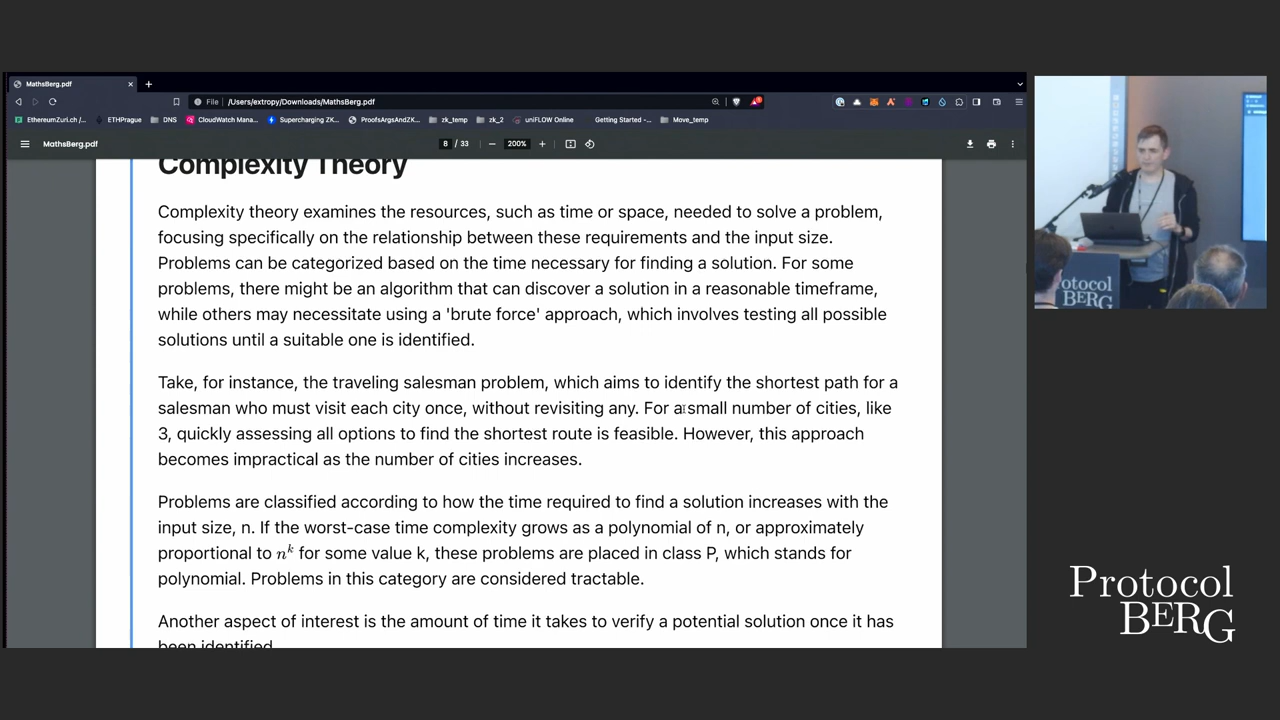 MathsBerg.pdf
File /Users/extropy/Downloads/MathsBerg.pdf
EthereumZuri.ch /... ETHPrague DNS CloudWatch Mana... Supercharging ZK... ProofsArgsAndZK... zk_temp zk_2 uniFLOW Online Getting Started -... Move_temp
MathsBerg.pdf 8 / 33 200%
Complexity Theory
Complexity theory examines the resources, such as time or space, needed to solve a problem,
focusing specifically on the relationship between these requirements and the input size.
Problems can be categorized based on the time necessary for finding a solution. For some
problems, there might be an algorithm that can discover a solution in a reasonable timeframe,
while others may necessitate using a 'brute force' approach, which involves testing all possible
solutions until a suitable one is identified.
Take, for instance, the traveling salesman problem, which aims to identify the shortest path for a
salesman who must visit each city once, without revisiting any. For a small number of cities, like
3, quickly assessing all options to find the shortest route is feasible. However, this approach
becomes impractical as the number of cities increases.
Problems are classified according to how the time required to find a solution increases with the
input size, n. If the worst-case time complexity grows as a polynomial of n, or approximately
proportional to n^k for some value k, these problems are placed in class P, which stands for
polynomial. Problems in this category are considered tractable.
Another aspect of interest is the amount of time it takes to verify a potential solution once it has
been identified
Protocol
BERG
Protocol
BERG